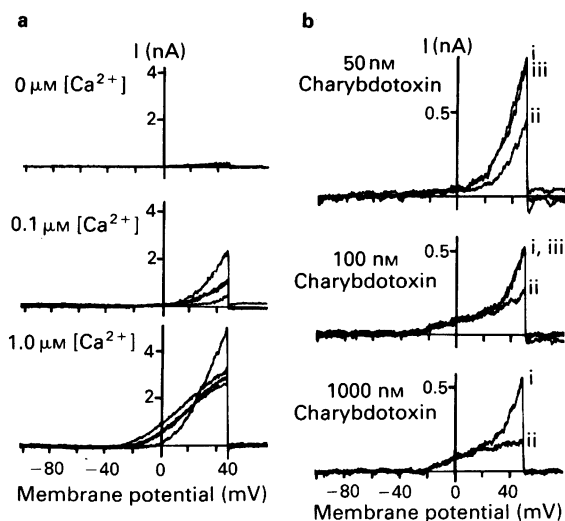 a
I (nA)
0 μM [Ca²⁺]
4
2
0.1 μM [Ca²⁺]
4
2
1.0 μM [Ca²⁺]
4
2
−80
−40
0
40
Membrane potential (mV)
b
I (nA)
50 nM
Charybdotoxin
0.5
i
iii
ii
100 nM
Charybdotoxin
0.5
i, iii
ii
1000 nM
Charybdotoxin
0.5
i
ii
−80
−40
0
40
Membrane potential (mV)